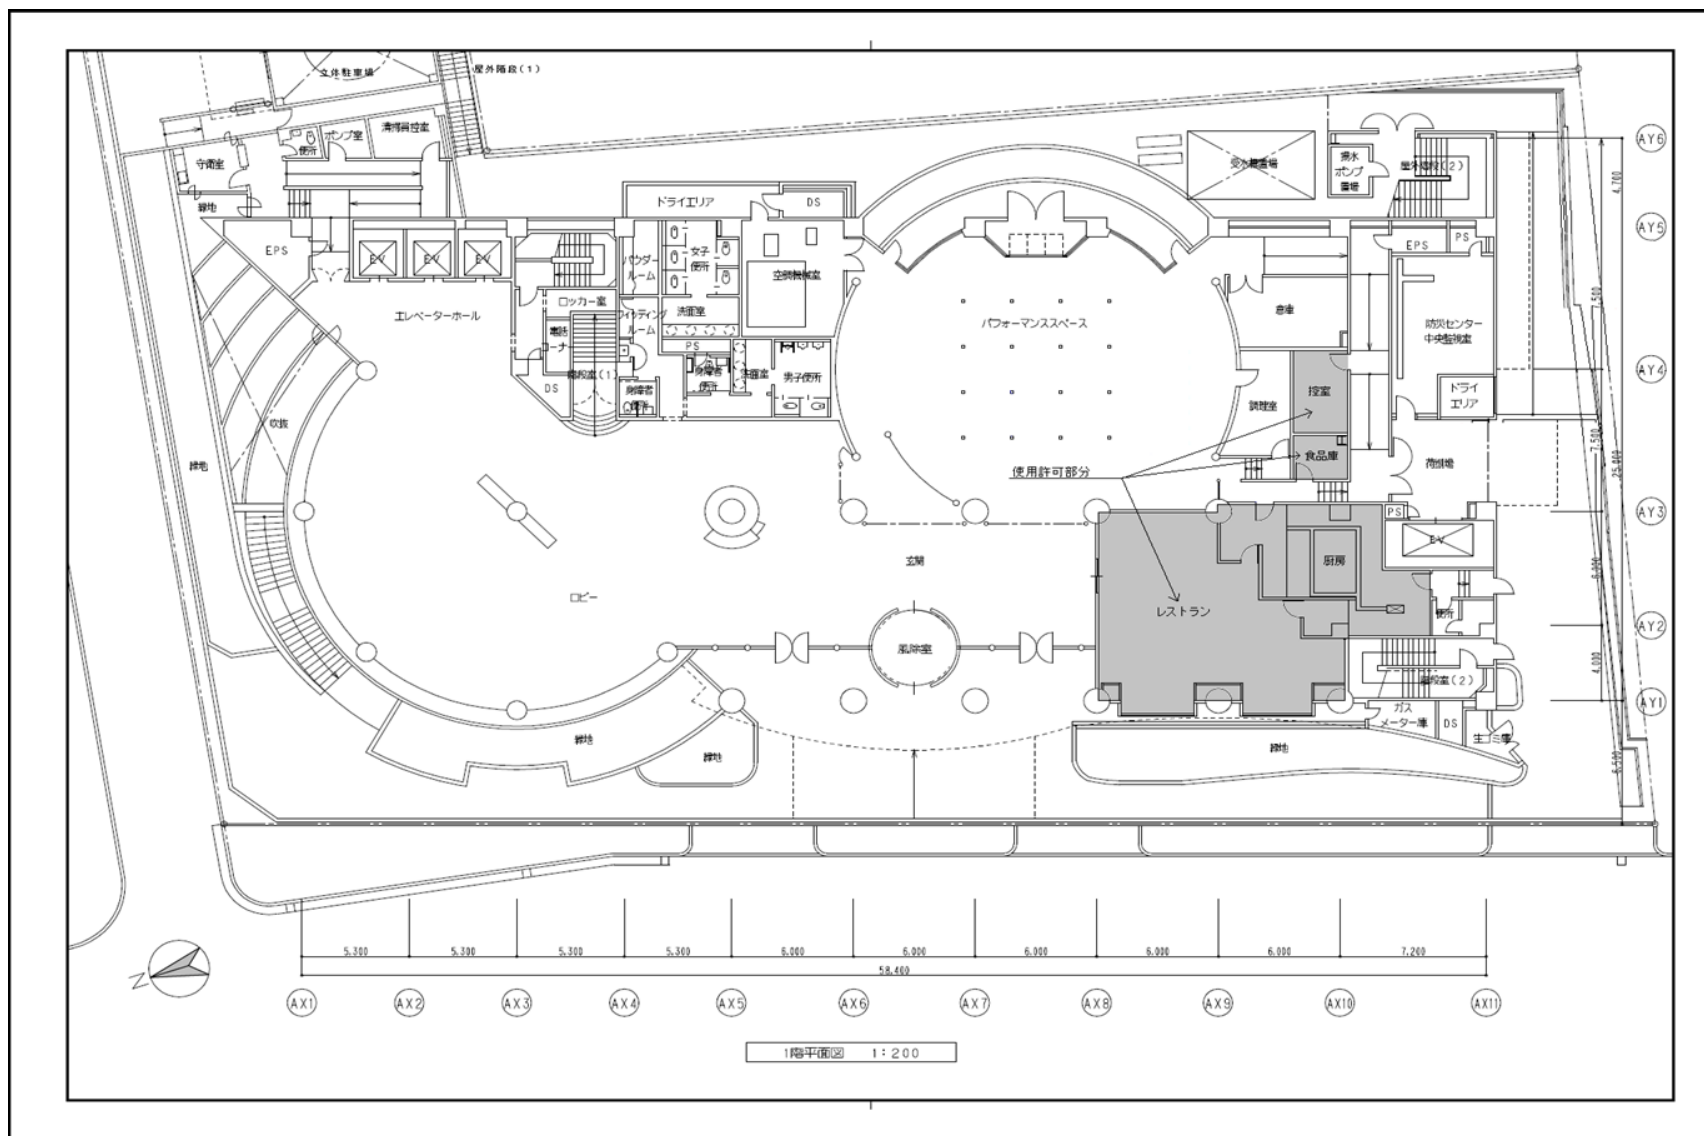 立体駐車場
屋外階段(1)
清掃員控室
ポンプ室
便所
守衛室
緑地
受水槽置場
揚水
ポンプ
置場
屋外階段(2)
AY6
4,700
ドライエリア
DS
EPS
EV
EV
EV
パウダー
ルーム
女子
便所
空調機械室
EPS
PS
AY5
ロッカー室
フィッティング
ルーム
洗面室
エレベーターホール
電話
コーナー
パフォーマンススペース
倉庫
防災センター
中央監視室
7,500
PS
階段室(1)
DS
身障者
便所
身障者
便所
洗面室
男子便所
控室
調理室
ドライ
エリア
AY4
吹抜
緑地
食品庫
荷捌場
使用許可部分
7,500
25,000
PS
EV
AY3
玄関
厨房
6,000
ロビー
レストラン
便所
AY2
風除室
階段室(2)
4,000
ガス
メーター庫
DS
生ゴミ庫
AY1
緑地
緑地
緑地
6,500
N
5,300
5,300
5,300
5,300
6,000
6,000
6,000
6,000
6,000
7,200
58,400
AX1
AX2
AX3
AX4
AX5
AX6
AX7
AX8
AX9
AX10
AX11
1階平面図 1:200